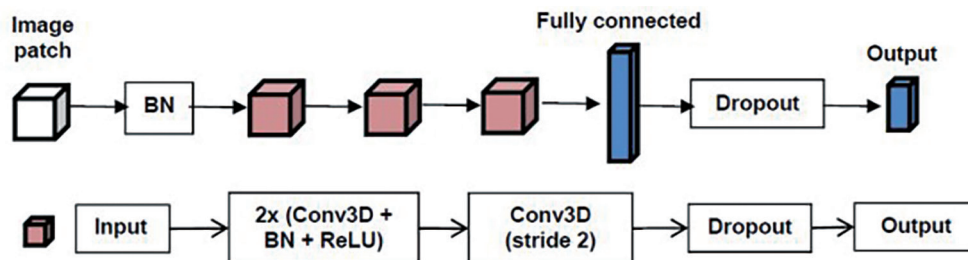 Image
patch
BN
Fully connected
Dropout
Output
Input
2x (Conv3D +
BN + ReLU)
Conv3D
(stride 2)
Dropout
Output